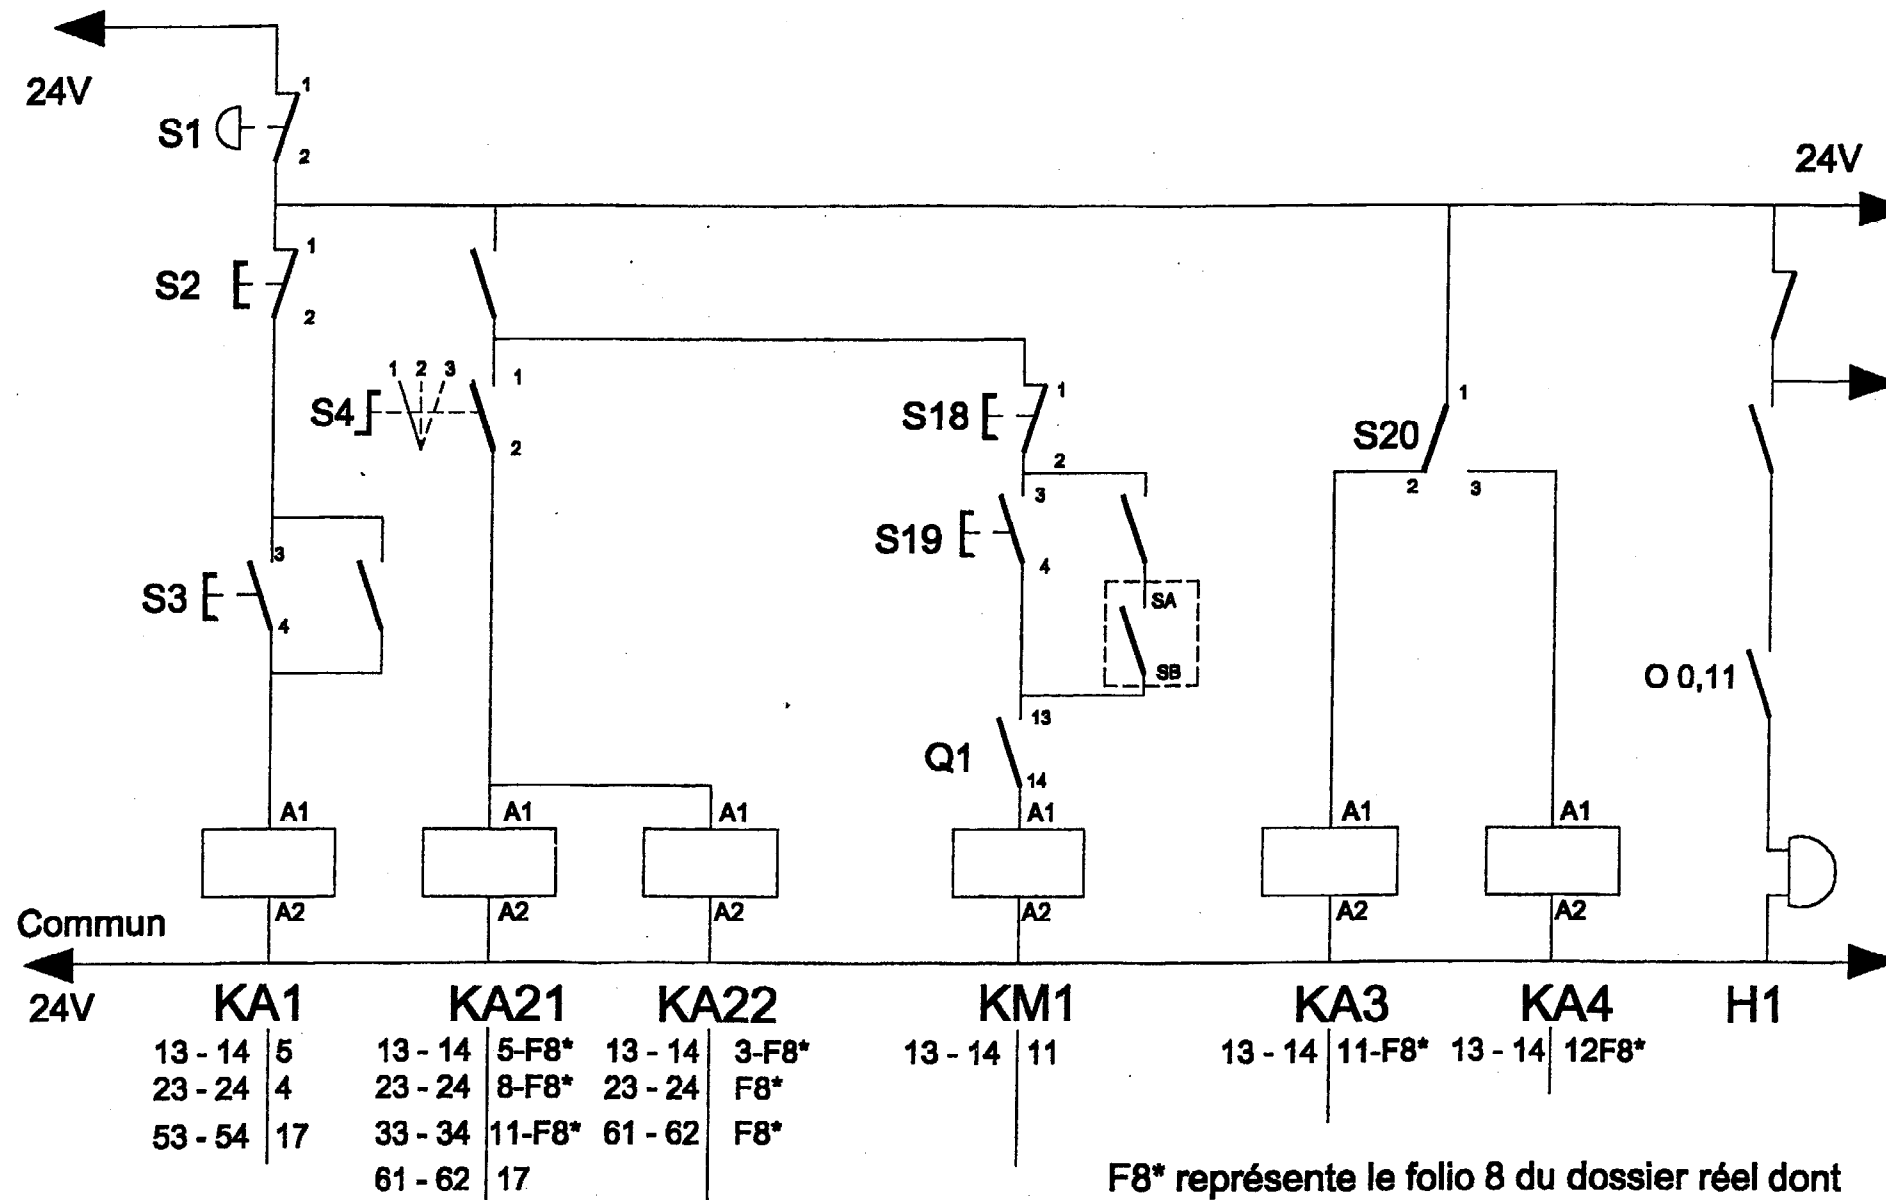 24V
1
S1
2
24V
1
S2
2
1 2 3
1
S4
2
1
S18
2
1
S20
2
3
3
S19
4
3
S3
4
SA
SB
O 0,11
13
Q1
14
A1 A1 A1 A1 A1 A1
A2 A2 A2 A2 A2 A2
Commun
24V
KA1 KA21 KA22 KM1 KA3 KA4 H1
13 - 14 5 13 - 14 5-F8* 13 - 14 3-F8* 13 - 14 11 13 - 14 11-F8* 13 - 14 12F8*
23 - 24 4 23 - 24 8-F8* 23 - 24 F8*
53 - 54 17 33 - 34 11-F8* 61 - 62 F8*
61 - 62 17
F8* représente le folio 8 du dossier réel dont